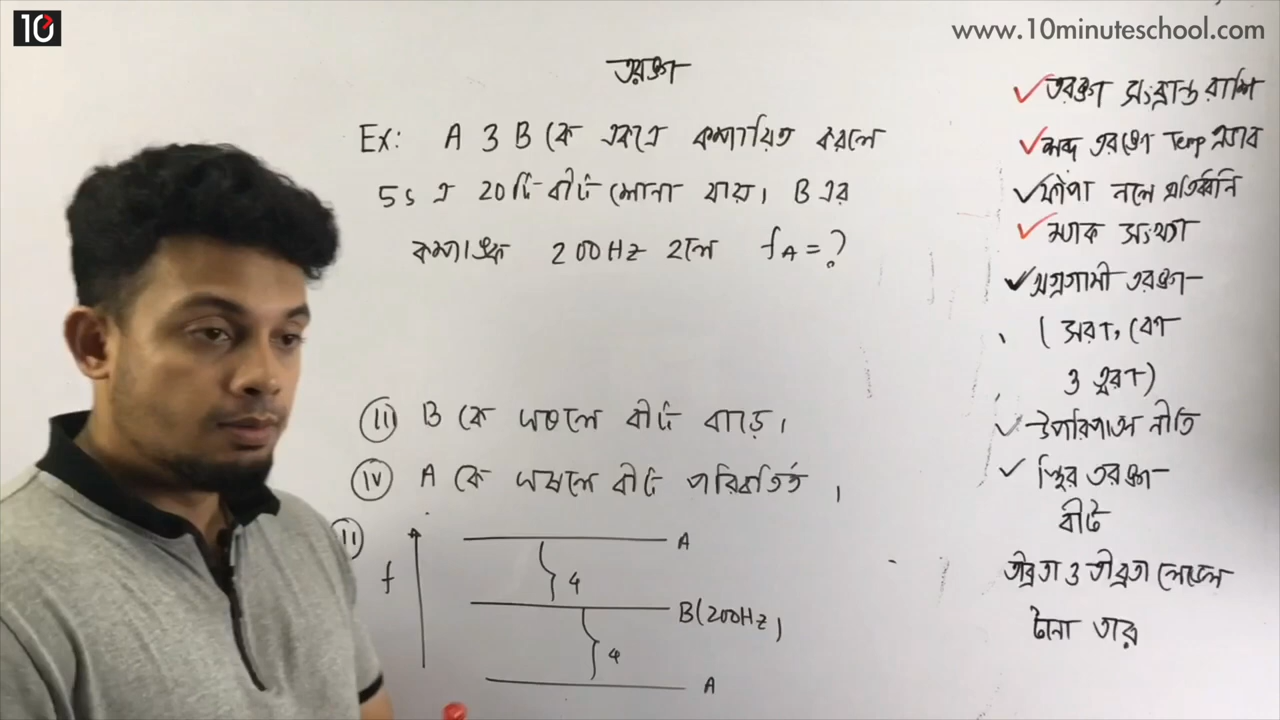 10
www.10minuteschool.com
তরঙ্গ
Ex: A ও B কে একত্রে কম্পায়িত করলে
5s এ 20টি বীট শোনা যায়। B এর
কম্পাঙ্ক 200Hz হলে fA = ?
(III) B কে ঘষলে বীট বাড়ে।
(IV) A কে ঘষলে বীট পরিবর্তিত।
f
A
4
B(200Hz)
4
A
✓তরঙ্গ সংক্রান্ত রাশি
✓শব্দ তরঙ্গে Temp প্রভাব
✓ফাঁপা নলে প্রতিধ্বনি
✓ম্যাক সংখ্যা
✓অগ্রগামী তরঙ্গ-
(সরণ, বেগ
ও ত্বরণ)
✓উপরিপাতন নীতি
✓স্থির তরঙ্গ-
বীট
তীব্রতা ও তীব্রতা লেভেল
টানা তার